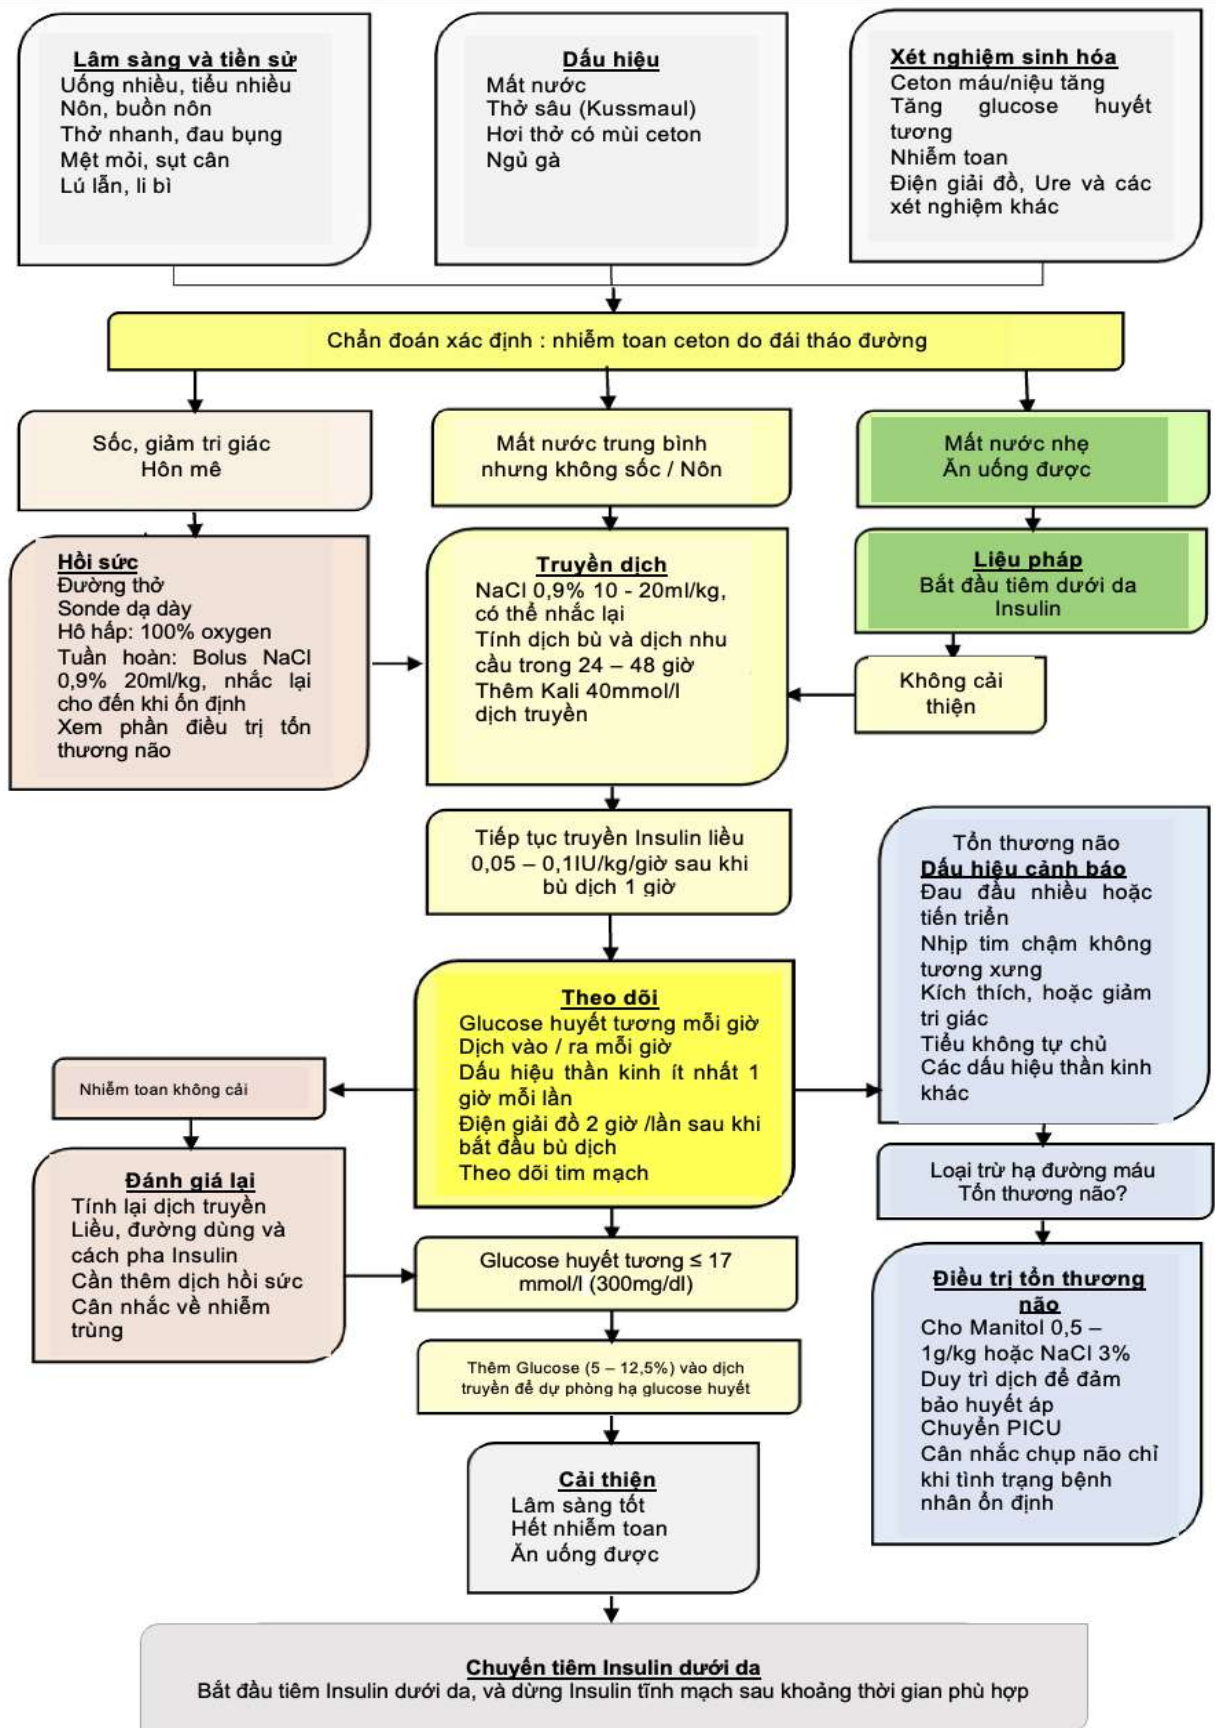 Lâm sàng và tiền sử
Uống nhiều, tiểu nhiều
Nôn, buồn nôn
Thở nhanh, đau bụng
Mệt mỏi, sụt cân
Lú lẫn, li bì
Dấu hiệu
Mất nước
Thở sâu (Kussmaul)
Hơi thở có mùi ceton
Ngủ gà
Xét nghiệm sinh hóa
Ceton máu/niệu tăng
Tăng glucose huyết
tương
Nhiễm toan
Điện giải đồ, Ure và các
xét nghiệm khác
Chẩn đoán xác định : nhiễm toan ceton do đái tháo đường
Sốc, giảm tri giác
Hôn mê
Mất nước trung bình
nhưng không sốc / Nôn
Mất nước nhẹ
Ăn uống được
Hồi sức
Đường thở
Sonde dạ dày
Hô hấp: 100% oxygen
Tuần hoàn: Bolus NaCl
0,9% 20ml/kg, nhắc lại
cho đến khi ổn định
Xem phần điều trị tổn
thương não
Truyền dịch
NaCl 0,9% 10 - 20ml/kg,
có thể nhắc lại
Tính dịch bù và dịch nhu
cầu trong 24 – 48 giờ
Thêm Kali 40mmol/l
dịch truyền
Liệu pháp
Bắt đầu tiêm dưới da
Insulin
Không cải
thiện
Tiếp tục truyền Insulin liều
0,05 – 0,1IU/kg/giờ sau khi
bù dịch 1 giờ
Tổn thương não
Dấu hiệu cảnh báo
Đau đầu nhiều hoặc
tiến triển
Nhịp tim chậm không
tương xưng
Kích thích, hoặc giảm
tri giác
Tiểu không tự chủ
Các dấu hiệu thần kinh
khác
Theo dõi
Glucose huyết tương mỗi giờ
Dịch vào / ra mỗi giờ
Dấu hiệu thần kinh ít nhất 1
giờ mỗi lần
Điện giải đồ 2 giờ /lần sau khi
bắt đầu bù dịch
Theo dõi tim mạch
Nhiễm toan không cải
Đánh giá lại
Tính lại dịch truyền
Liều, đường dùng và
cách pha Insulin
Cần thêm dịch hồi sức
Cân nhắc về nhiễm
trùng
Loại trừ hạ đường máu
Tổn thương não?
Glucose huyết tương ≤ 17
mmol/l (300mg/dl)
Điều trị tổn thương
não
Cho Manitol 0,5 –
1g/kg hoặc NaCl 3%
Duy trì dịch để đảm
bảo huyết áp
Chuyển PICU
Cân nhắc chụp não chỉ
khi tình trạng bệnh
nhân ổn định
Thêm Glucose (5 – 12,5%) vào dịch
truyền để dự phòng hạ glucose huyết
Cải thiện
Lâm sàng tốt
Hết nhiễm toan
Ăn uống được
Chuyển tiêm Insulin dưới da
Bắt đầu tiêm Insulin dưới da, và dừng Insulin tĩnh mạch sau khoảng thời gian phù hợp